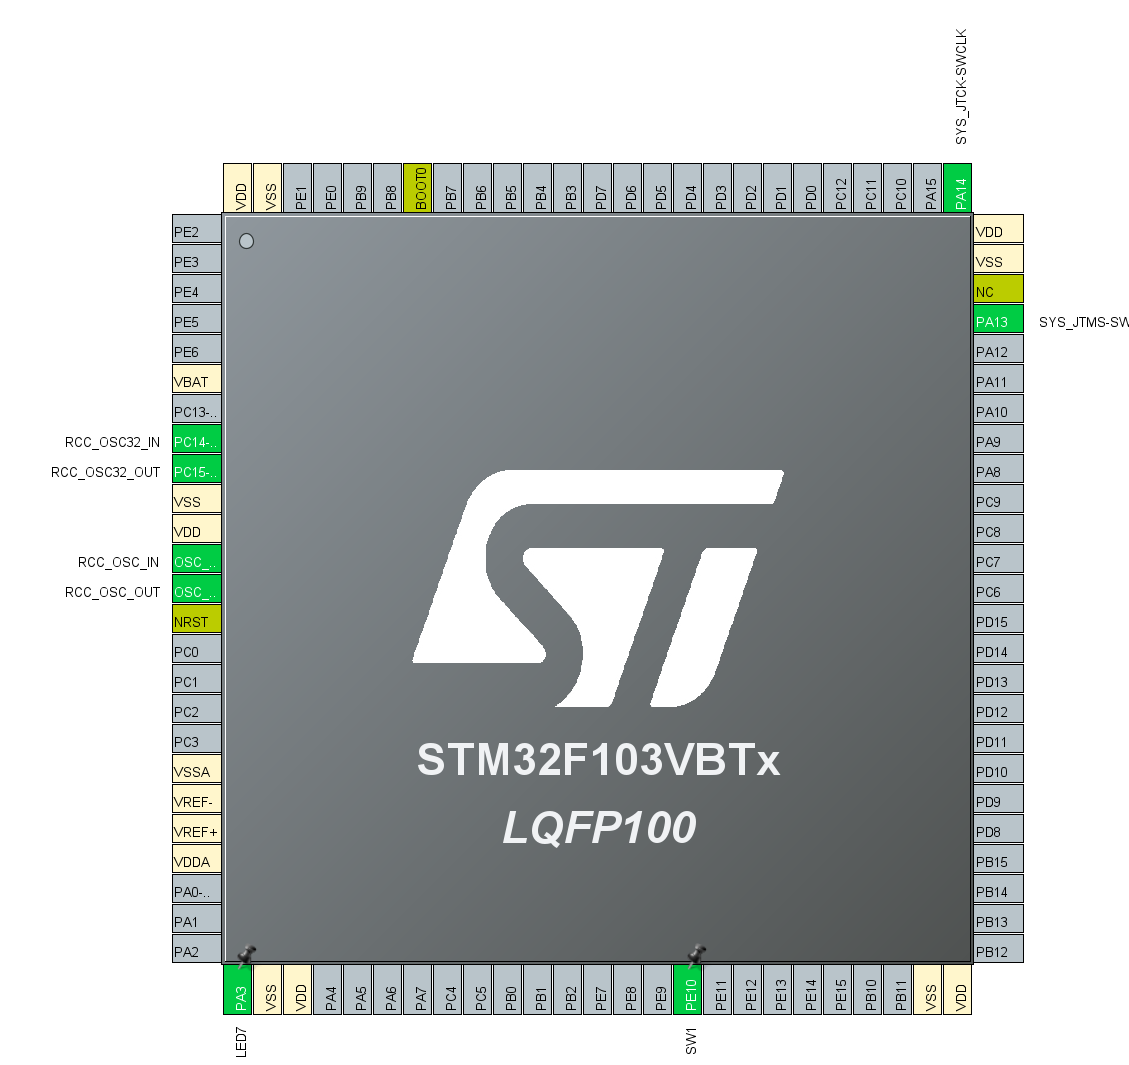 SYS_JTCK-SWCLK
VDD
VSS
PE1
PE0
PB9
PB8
BOOT0
PB7
PB6
PB5
PB4
PB3
PD7
PD6
PD5
PD4
PD3
PD2
PD1
PD0
PC12
PC11
PC10
PA15
PA14
PE2
PE3
PE4
PE5
PE6
VBAT
PC13-..
RCC_OSC32_IN PC14-..
RCC_OSC32_OUT PC15-..
VSS
VDD
RCC_OSC_IN OSC_..
RCC_OSC_OUT OSC_..
NRST
PC0
PC1
PC2
PC3
VSSA
VREF-
VREF+
VDDA
PA0-..
PA1
PA2
STM32F103VBTx
LQFP100
VDD
VSS
NC
PA13 SYS_JTMS-SW
PA12
PA11
PA10
PA9
PA8
PC9
PC8
PC7
PC6
PD15
PD14
PD13
PD12
PD11
PD10
PD9
PD8
PB15
PB14
PB13
PB12
PA3
VSS
VDD
PA4
PA5
PA6
PA7
PC4
PC5
PB0
PB1
PB2
PE7
PE8
PE9
PE10
PE11
PE12
PE13
PE14
PE15
PB10
PB11
VSS
VDD
LED7
SW1